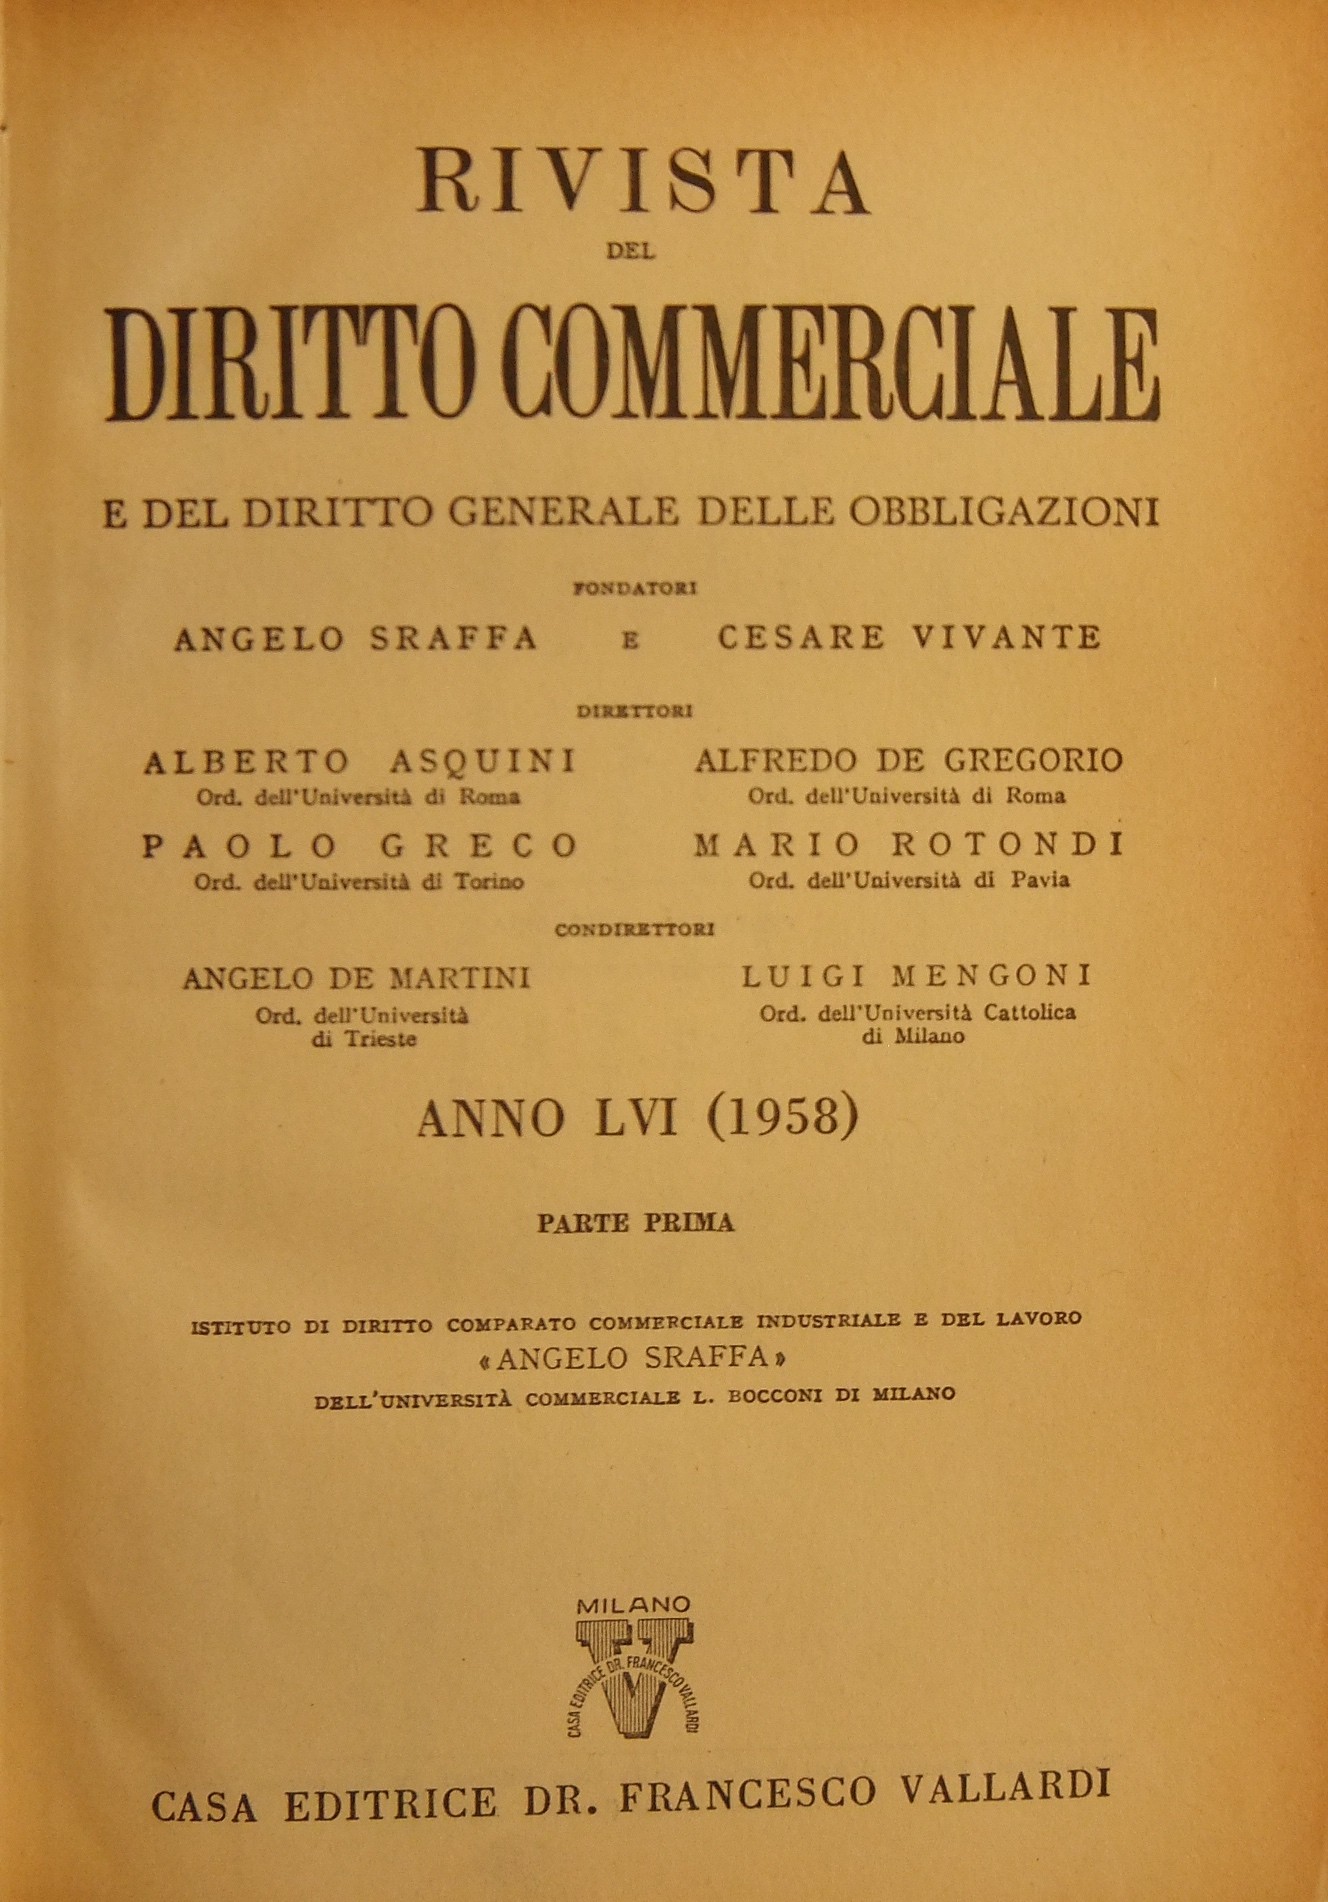 RIVISTA
DEL
DIRITTO COMMERCIALE
E DEL DIRITTO GENERALE DELLE OBBLIGAZIONI
FONDATORI
ANGELO SRAFFA E CESARE VIVANTE
DIRETTORI
ALBERTO ASQUINI ALFREDO DE GREGORIO
Ord. dell'Università di Roma Ord. dell'Università di Roma
PAOLO GRECO MARIO ROTONDI
Ord. dell'Università di Torino Ord. dell'Università di Pavia
CONDIRETTORI
ANGELO DE MARTINI LUIGI MENGONI
Ord. dell'Università Ord. dell'Università Cattolica
di Trieste di Milano
ANNO LVI (1958)
PARTE PRIMA
ISTITUTO DI DIRITTO COMPARATO COMMERCIALE INDUSTRIALE E DEL LAVORO
«ANGELO SRAFFA»
DELL'UNIVERSITÀ COMMERCIALE L. BOCCONI DI MILANO
MILANO
V
CASA EDITRICE DR. FRANCESCO VALLARDI
CASA EDITRICE DR. FRANCESCO VALLARDI